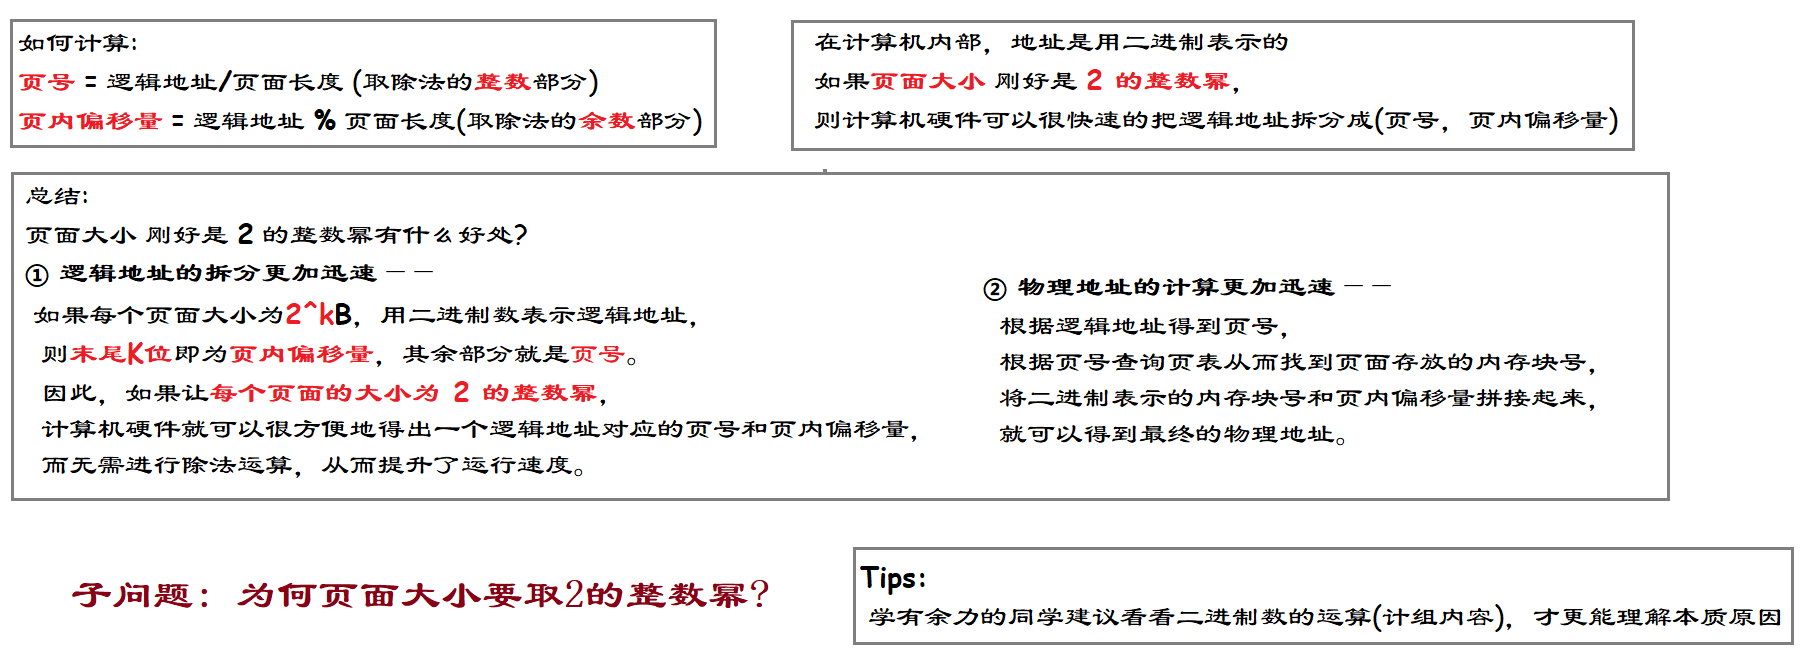 如何计算:
页号 = 逻辑地址/页面长度 (取除法的整数部分)
页内偏移量 = 逻辑地址 % 页面长度(取除法的余数部分)
在计算机内部，地址是用二进制表示的
如果页面大小 刚好是 2 的整数幂，
则计算机硬件可以很快速的把逻辑地址拆分成(页号，页内偏移量)
总结:
页面大小 刚好是 2 的整数幂有什么好处?
① 逻辑地址的拆分更加迅速——
如果每个页面大小为2^kB，用二进制数表示逻辑地址，
则末尾K位即为页内偏移量，其余部分就是页号。
因此，如果让每个页面的大小为 2 的整数幂，
计算机硬件就可以很方便地得出一个逻辑地址对应的页号和页内偏移量，
而无需进行除法运算，从而提升了运行速度。
② 物理地址的计算更加迅速——
根据逻辑地址得到页号，
根据页号查询页表从而找到页面存放的内存块号，
将二进制表示的内存块号和页内偏移量拼接起来，
就可以得到最终的物理地址。
子问题：为何页面大小要取2的整数幂?
Tips:
学有余力的同学建议看看二进制数的运算(计组内容)，才更能理解本质原因